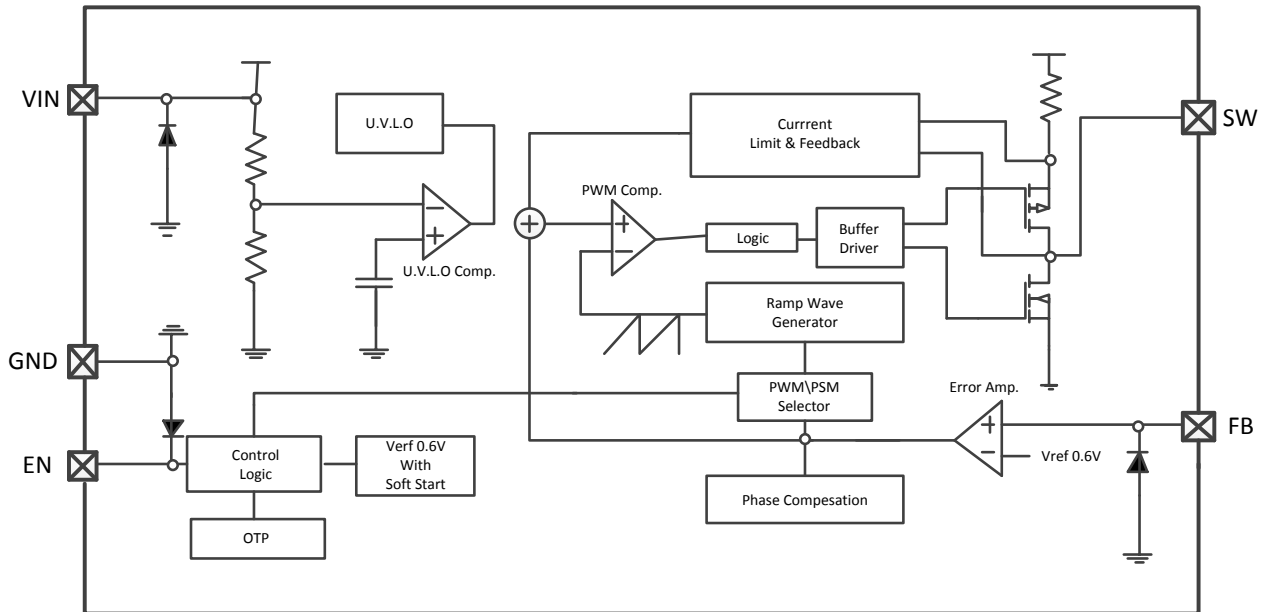 VIN
U.V.L.O
Currrent
Limit & Feedback
SW
PWM Comp.
+
−
+
−
+
U.V.L.O Comp.
Logic
Buffer
Driver
Ramp Wave
Generator
GND
PWM\PSM
Selector
Error Amp.
+
−
Vref 0.6V
FB
EN
Control
Logic
Verf 0.6V
With
Soft Start
Phase Compesation
OTP